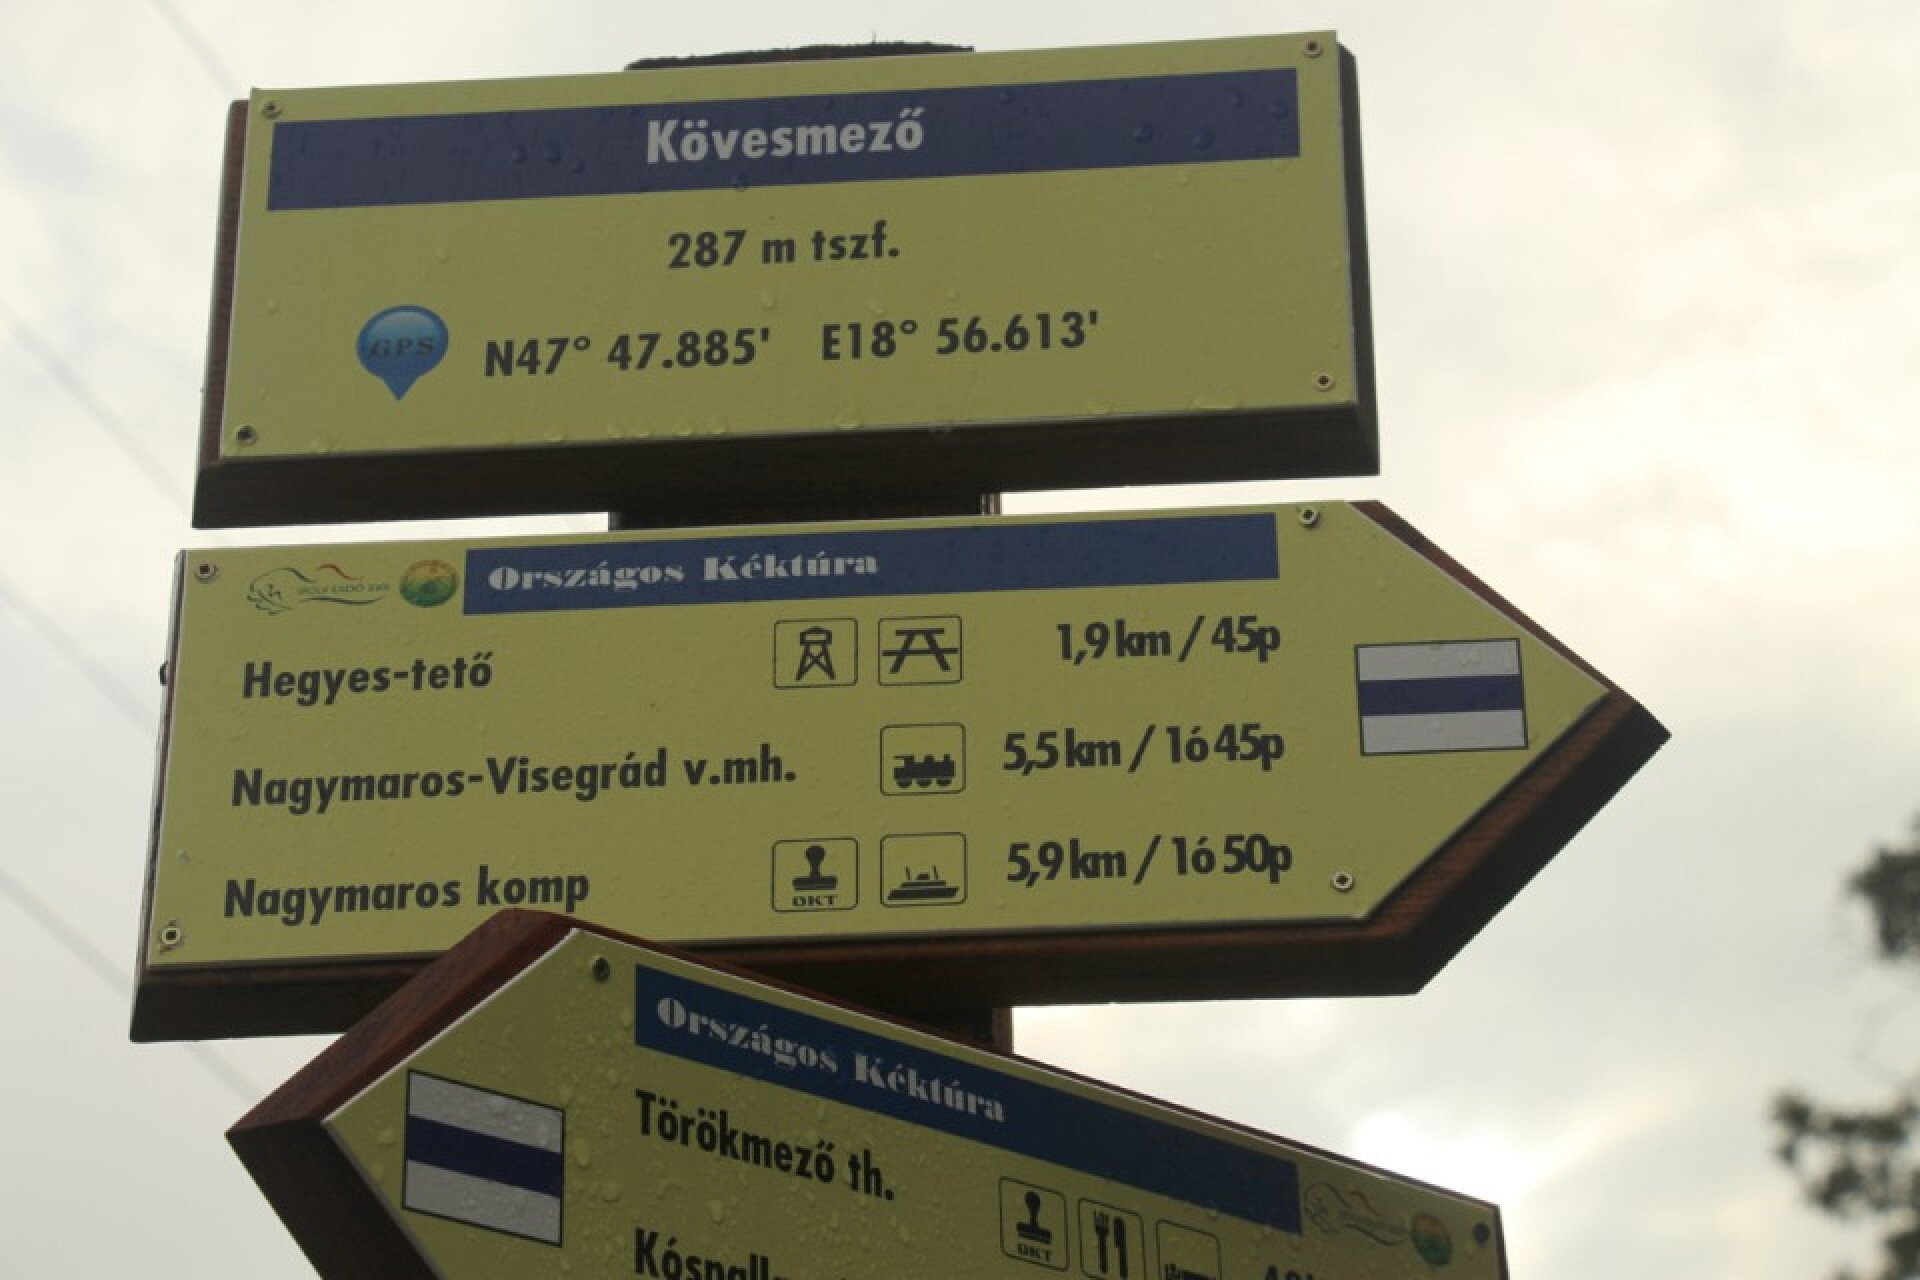 Kövesmező
287 m tszf.
GPS N47° 47.885' E18° 56.613'
Országos Kéktúra
Hegyes-tető 1,9 km / 45p
Nagymaros-Visegrád v.mh. 5,5 km / 1ó 45p
Nagymaros komp OKT 5,9 km / 1ó 50p
Országos Kéktúra
Törökmező th.
OKT